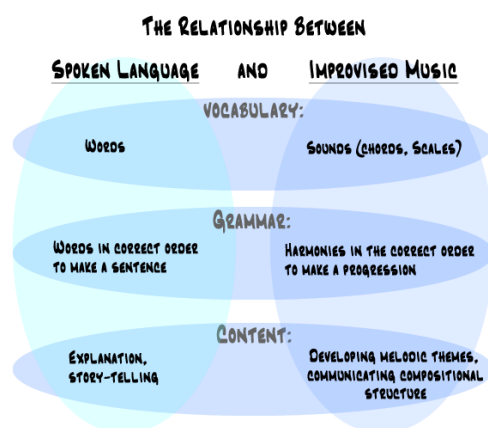 The Relationship Between
Spoken Language and Improvised Music
Vocabulary:
Words
Sounds (chords, Scales)
Grammar:
Words in correct order
to make a sentence
Harmonies in the correct order
to make a progression
Content:
Explanation,
story-telling
Developing melodic themes,
communicating compositional
structure